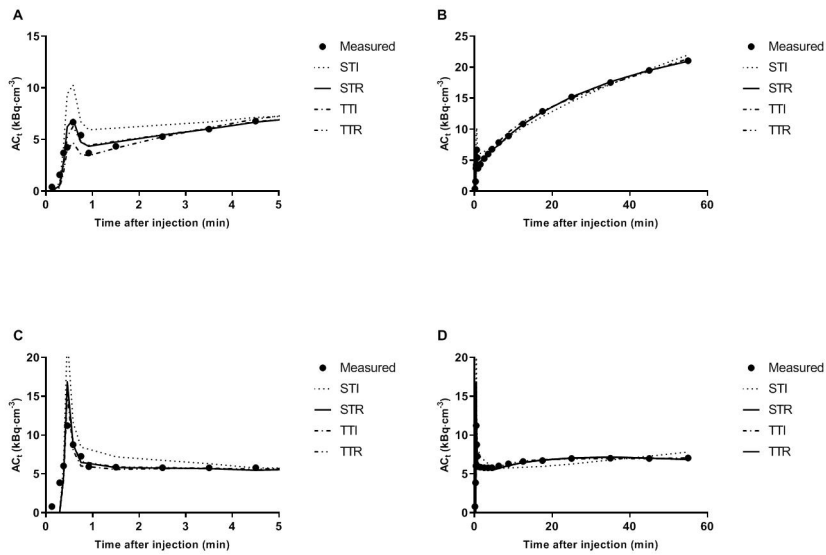 A
ACt (kBq·cm-3)
15
10
5
0
0 1 2 3 4 5
Time after injection (min)
Measured
STI
STR
TTI
TTR
B
ACt (kBq·cm-3)
25
20
15
10
5
0
0 20 40 60
Time after injection (min)
Measured
STI
STR
TTI
TTR
C
ACt (kBq·cm-3)
20
15
10
5
0
0 1 2 3 4 5
Time after injection (min)
Measured
STI
STR
TTI
TTR
D
ACt (kBq·cm-3)
20
15
10
5
0
0 20 40 60
Time after injection (min)
Measured
STI
STR
TTI
TTR